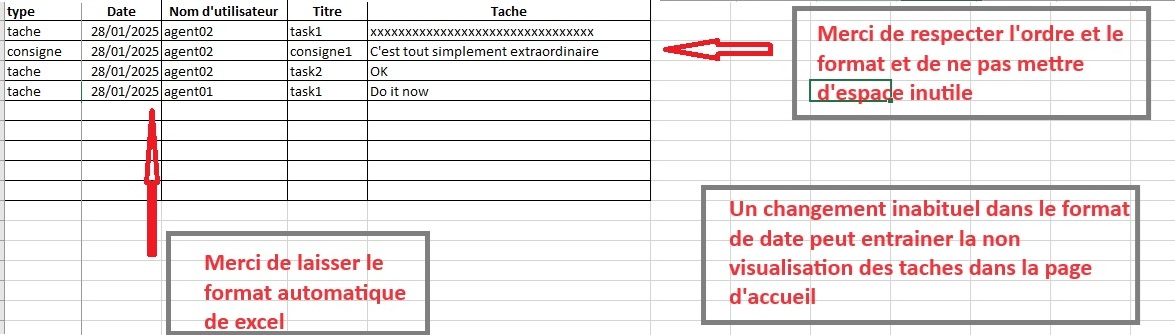 type Date Nom d'utilisateur Titre Tache
tache 28/01/2025 agent02 task1 xxxxxxxxxxxxxxxxxxxxxxxxxxxxxxxx
consigne 28/01/2025 agent02 consigne1 C'est tout simplement extraordinaire
tache 28/01/2025 agent02 task2 OK
tache 28/01/2025 agent01 task1 Do it now
Merci de respecter l'ordre et le
format et de ne pas mettre
d'espace inutile
Un changement inabituel dans le format
de date peut entrainer la non
visualisation des taches dans la page
d'accueil
Merci de laisser le
format automatique
de excel